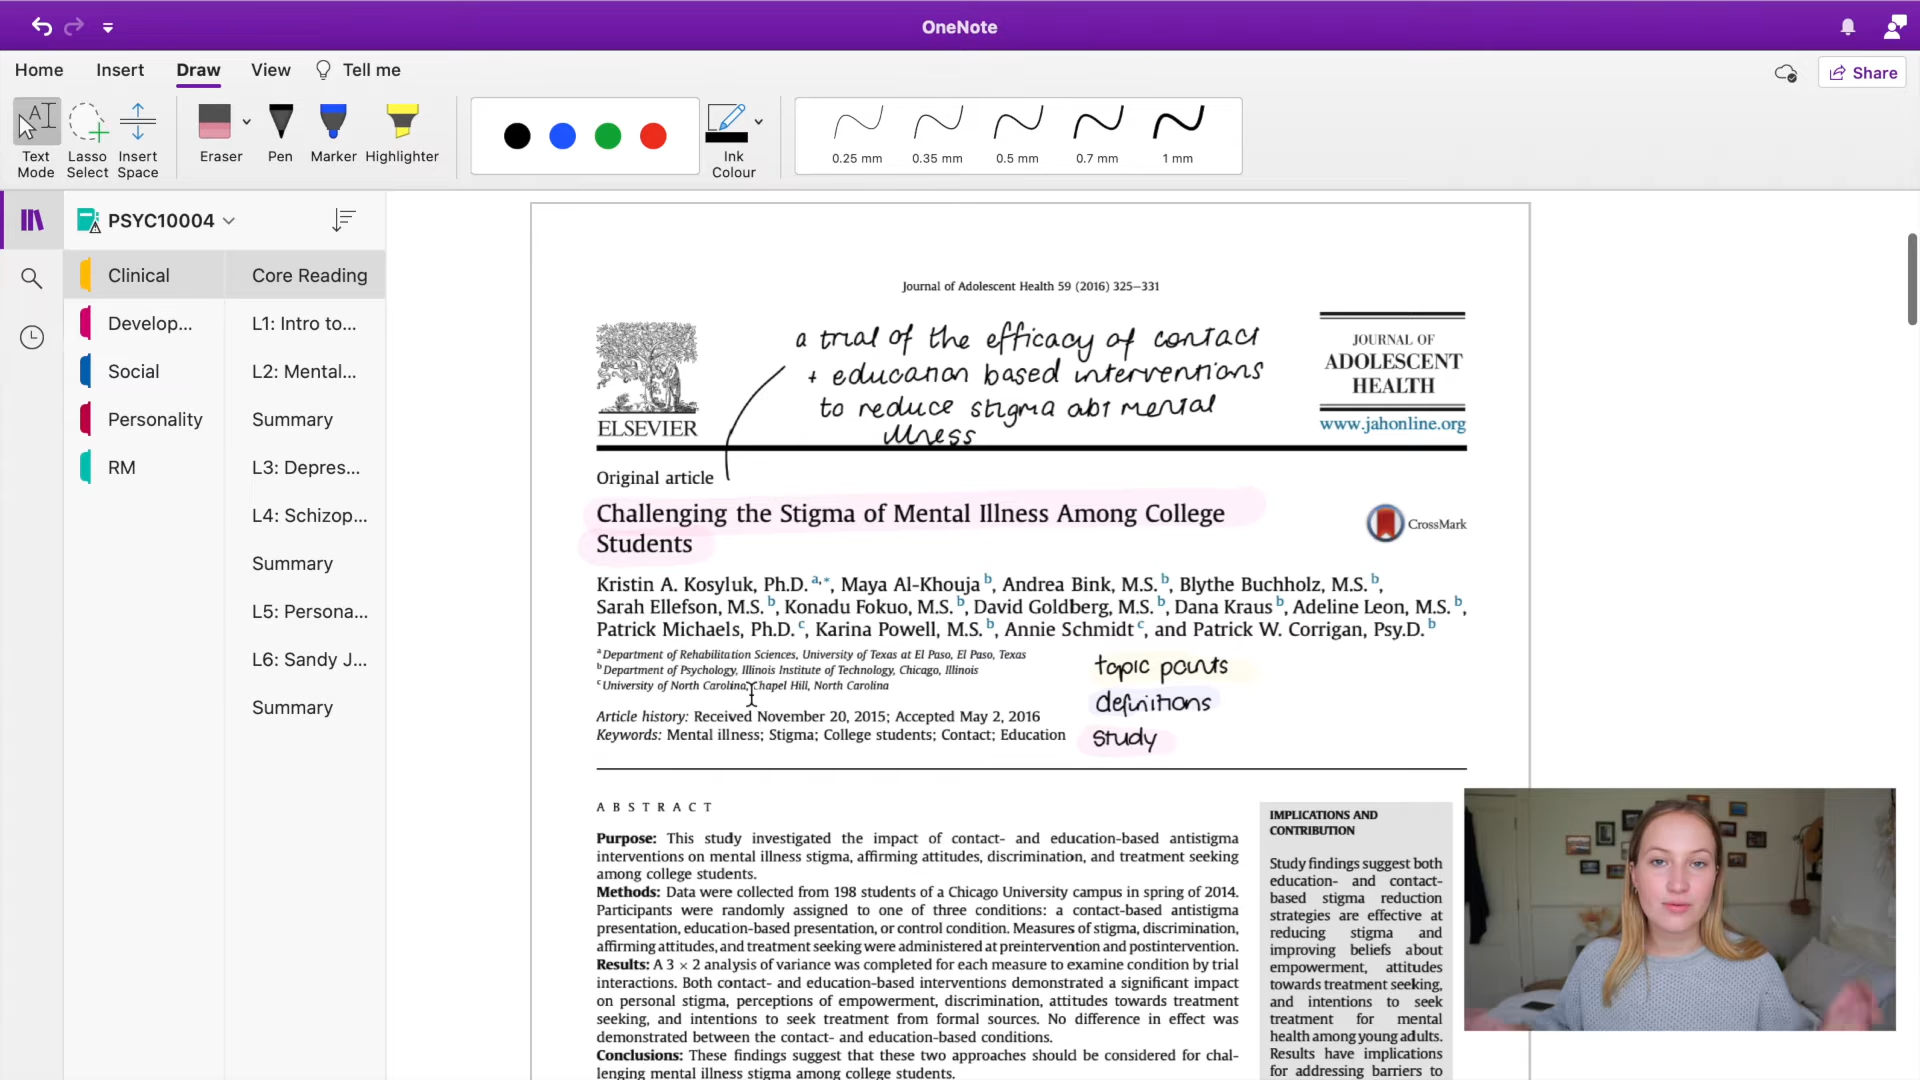 OneNote
Home Insert Draw View Tell me
Share
Text Mode
Lasso Select
Insert Space
Eraser
Pen
Marker
Highlighter
Ink Colour
0.25 mm
0.35 mm
0.5 mm
0.7 mm
1 mm
PSYC10004
Clinical
Develop...
Social
Personality
RM
Core Reading
L1: Intro to...
L2: Mental...
Summary
L3: Depres...
L4: Schizop...
Summary
L5: Persona...
L6: Sandy J...
Summary
Journal of Adolescent Health 59 (2016) 325–331
ELSEVIER
a trial of the efficacy of contact
+ education based interventions
to reduce stigma abt mental
illness
JOURNAL OF
ADOLESCENT
HEALTH
www.jahonline.org
Original article
Challenging the Stigma of Mental Illness Among College
Students
CrossMark
Kristin A. Kosyluk, Ph.D. a,*, Maya Al-Khouja b, Andrea Bink, M.S. b, Blythe Buchholz, M.S. b,
Sarah Ellefson, M.S. b, Konadu Fokuo, M.S. b, David Goldberg, M.S. b, Dana Kraus b, Adeline Leon, M.S. b,
Patrick Michaels, Ph.D. c, Karina Powell, M.S. b, Annie Schmidt c, and Patrick W. Corrigan, Psy.D. b
a Department of Rehabilitation Sciences, University of Texas at El Paso, El Paso, Texas
b Department of Psychology, Illinois Institute of Technology, Chicago, Illinois
c University of North Carolina, Chapel Hill, North Carolina
topic points
definitions
study
Article history: Received November 20, 2015; Accepted May 2, 2016
Keywords: Mental illness; Stigma; College students; Contact; Education
ABSTRACT
Purpose: This study investigated the impact of contact- and education-based antistigma
interventions on mental illness stigma, affirming attitudes, discrimination, and treatment seeking
among college students.
Methods: Data were collected from 198 students of a Chicago University campus in spring of 2014.
Participants were randomly assigned to one of three conditions: a contact-based antistigma
presentation, education-based presentation, or control condition. Measures of stigma, discrimination,
affirming attitudes, and treatment seeking were administered at preintervention and postintervention.
Results: A 3 × 2 analysis of variance was completed for each measure to examine condition by trial
interactions. Both contact- and education-based interventions demonstrated a significant impact
on personal stigma, perceptions of empowerment, discrimination, attitudes towards treatment
seeking, and intentions to seek treatment from formal sources. No difference in effect was
demonstrated between the contact- and education-based conditions.
Conclusions: These findings suggest that these two approaches should be considered for chal-
lenging mental illness stigma among college students.
IMPLICATIONS AND
CONTRIBUTION
Study findings suggest both
education- and contact-
based stigma reduction
strategies are effective at
reducing stigma and
improving beliefs about
empowerment, attitudes
towards treatment seeking,
and intentions to seek
treatment for mental
health among young adults.
Results have implications
for addressing barriers to